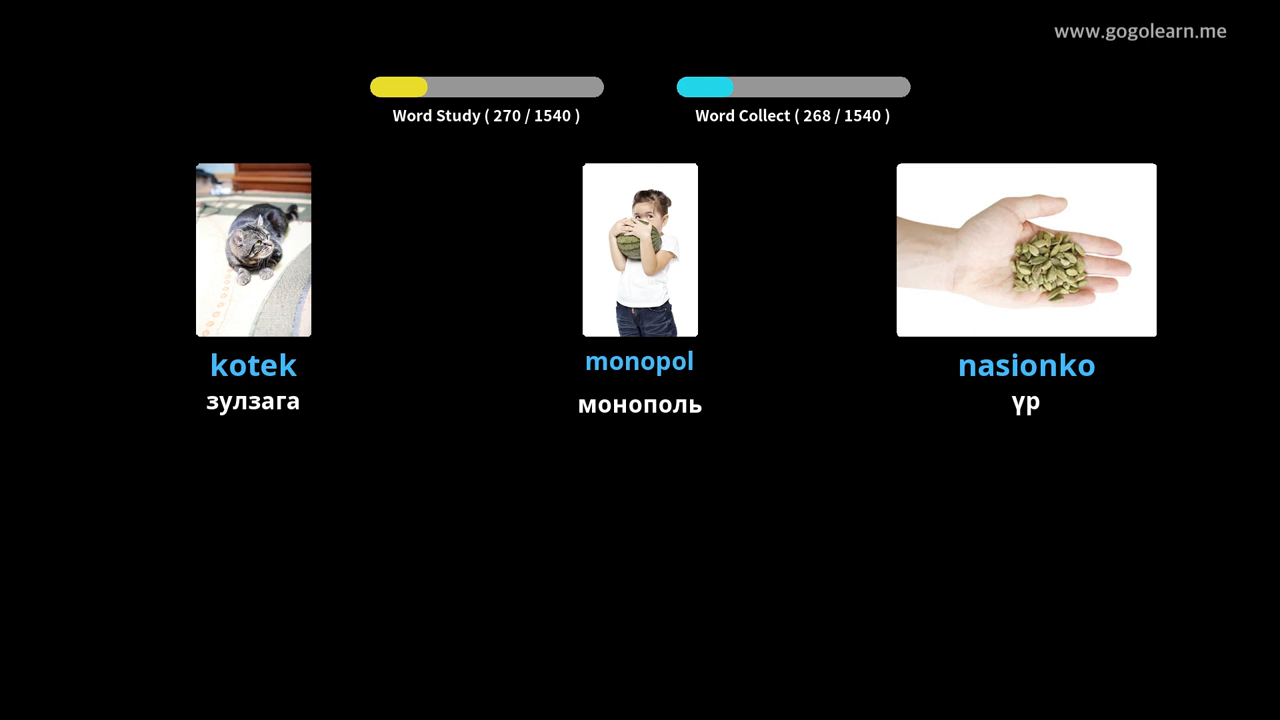 www.gogolearn.me
Word Study ( 270 / 1540 )
Word Collect ( 268 / 1540 )
kotek
зулзага
monopol
монополь
nasionko
үр